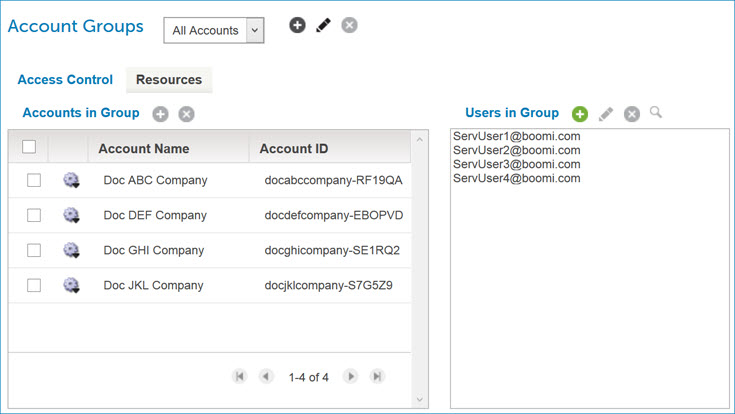 Account Groups
All Accounts
Access Control Resources
Accounts in Group
Account Name Account ID
Doc ABC Company docabccompany-RF19QA
Doc DEF Company docdefcompany-EBOPVD
Doc GHI Company docghicompany-SE1RQ2
Doc JKL Company docjklcompany-S7G5Z9
1-4 of 4
Users in Group
ServUser1@boomi.com
ServUser2@boomi.com
ServUser3@boomi.com
ServUser4@boomi.com